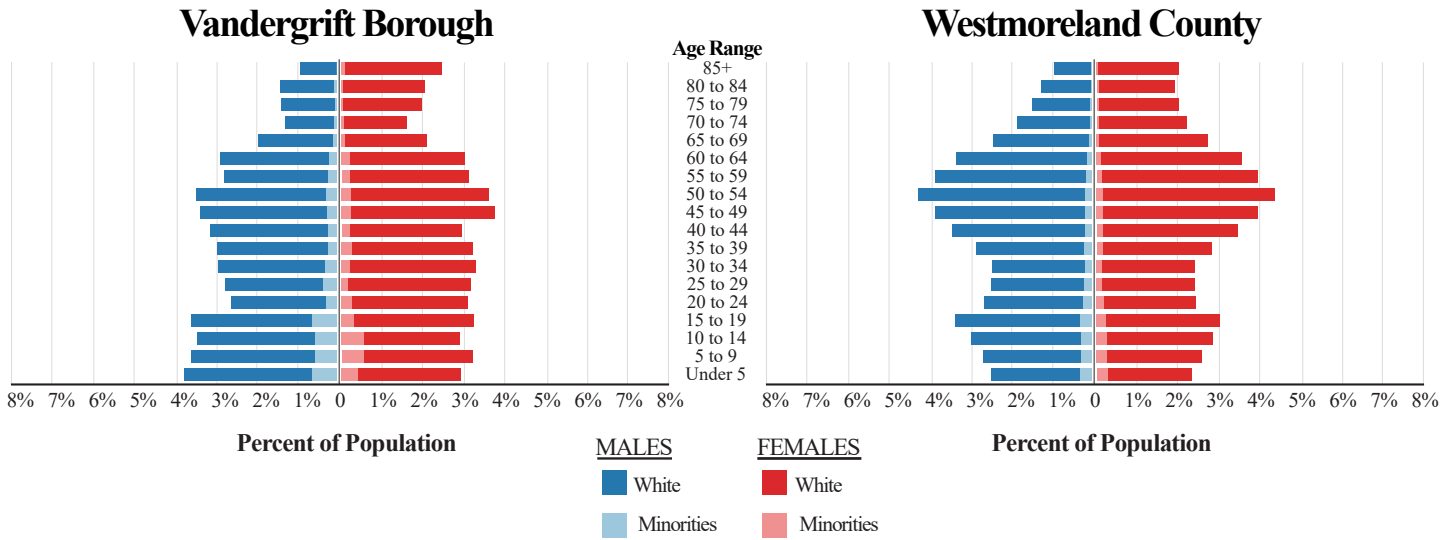 Vandergrift Borough
Westmoreland County
Age Range
85+
80 to 84
75 to 79
70 to 74
65 to 69
60 to 64
55 to 59
50 to 54
45 to 49
40 to 44
35 to 39
30 to 34
25 to 29
20 to 24
15 to 19
10 to 14
5 to 9
Under 5
8% 7% 6% 5% 4% 3% 2% 1% 0 1% 2% 3% 4% 5% 6% 7% 8%
8% 7% 6% 5% 4% 3% 2% 1% 0 1% 2% 3% 4% 5% 6% 7% 8%
Percent of Population
Percent of Population
MALES
FEMALES
White
White
Minorities
Minorities